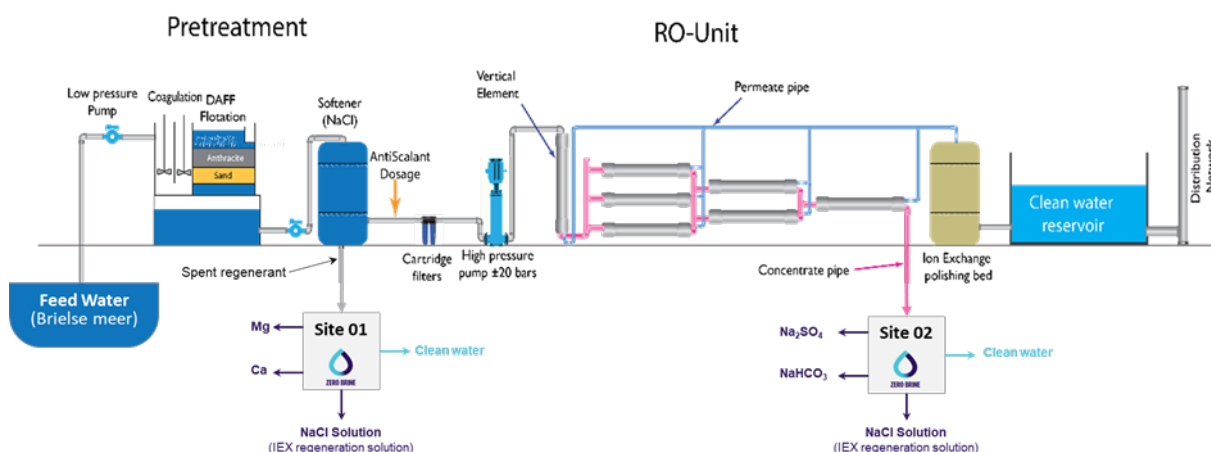 Pretreatment
RO-Unit
Low pressure
Pump
Coagulation
DAFF
Flotation
Anthracite
Sand
Softener
(NaCl)
AntiScalant
Dosage
Vertical
Element
Permeate pipe
Distribution
Network
Clean water
reservoir
Spent regenerant
Cartridge
filters
High pressure
pump ±20 bars
Concentrate pipe
Ion Exchange
polishing bed
Feed Water
(Brielse meer)
Mg
Ca
Site 01
ZERO BRINE
Clean water
NaCl Solution
(IEX regeneration solution)
Na₂SO₄
NaHCO₃
Site 02
ZERO BRINE
Clean water
NaCl Solution
(IEX regeneration solution)